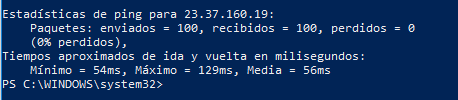 Estadísticas de ping para 23.37.160.19:
Paquetes: enviados = 100, recibidos = 100, perdidos = 0
(0% perdidos),
Tiempos aproximados de ida y vuelta en milisegundos:
Mínimo = 54ms, Máximo = 129ms, Media = 56ms
PS C:\WINDOWS\system32>